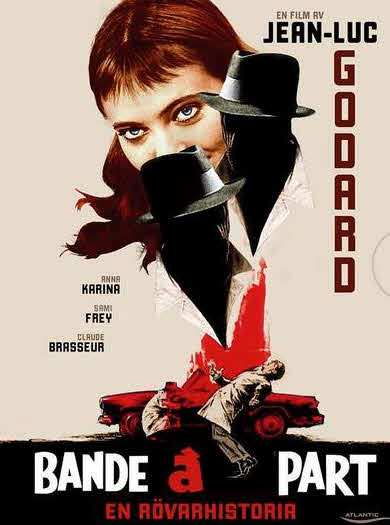 EN FILM AV
JEAN-LUC
GODARD
ANNA
KARINA
SAMI
FREY
CLAUDE
BRASSEUR
BANDE à PART
EN RÖVARHISTORIA
ATLANTIC